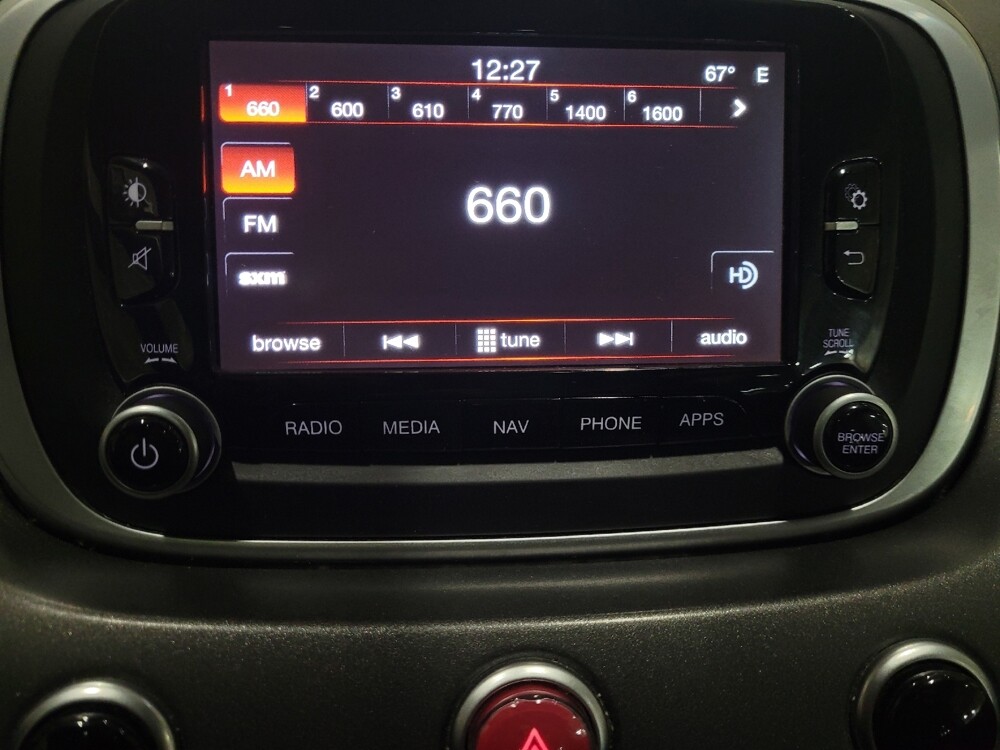 12:27 67° E
1 660 2 600 3 610 4 770 5 1400 6 1600
AM
660
FM
sxm
HD
browse tune audio
VOLUME
TUNE
SCROLL
RADIO MEDIA NAV PHONE APPS
BROWSE
ENTER